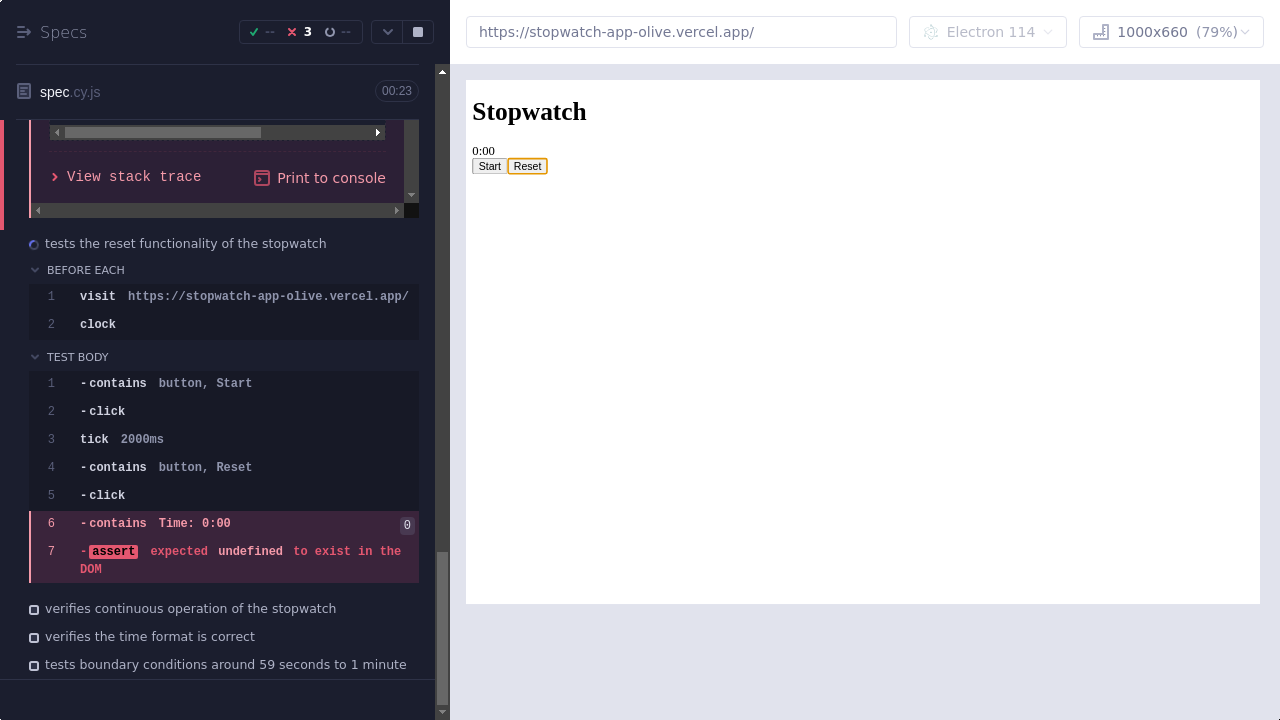 Specs
--
3
--
https://stopwatch-app-olive.vercel.app/
Electron 114
1000x660 (79%)
spec.cy.js
00:23
View stack trace
Print to console
tests the reset functionality of the stopwatch
BEFORE EACH
1 visit https://stopwatch-app-olive.vercel.app/
2 clock
TEST BODY
1 -contains button, Start
2 -click
3 tick 2000ms
4 -contains button, Reset
5 -click
6 -contains Time: 0:00 0
7 -assert expected undefined to exist in the
DOM
verifies continuous operation of the stopwatch
verifies the time format is correct
tests boundary conditions around 59 seconds to 1 minute
Stopwatch
0:00
Start Reset